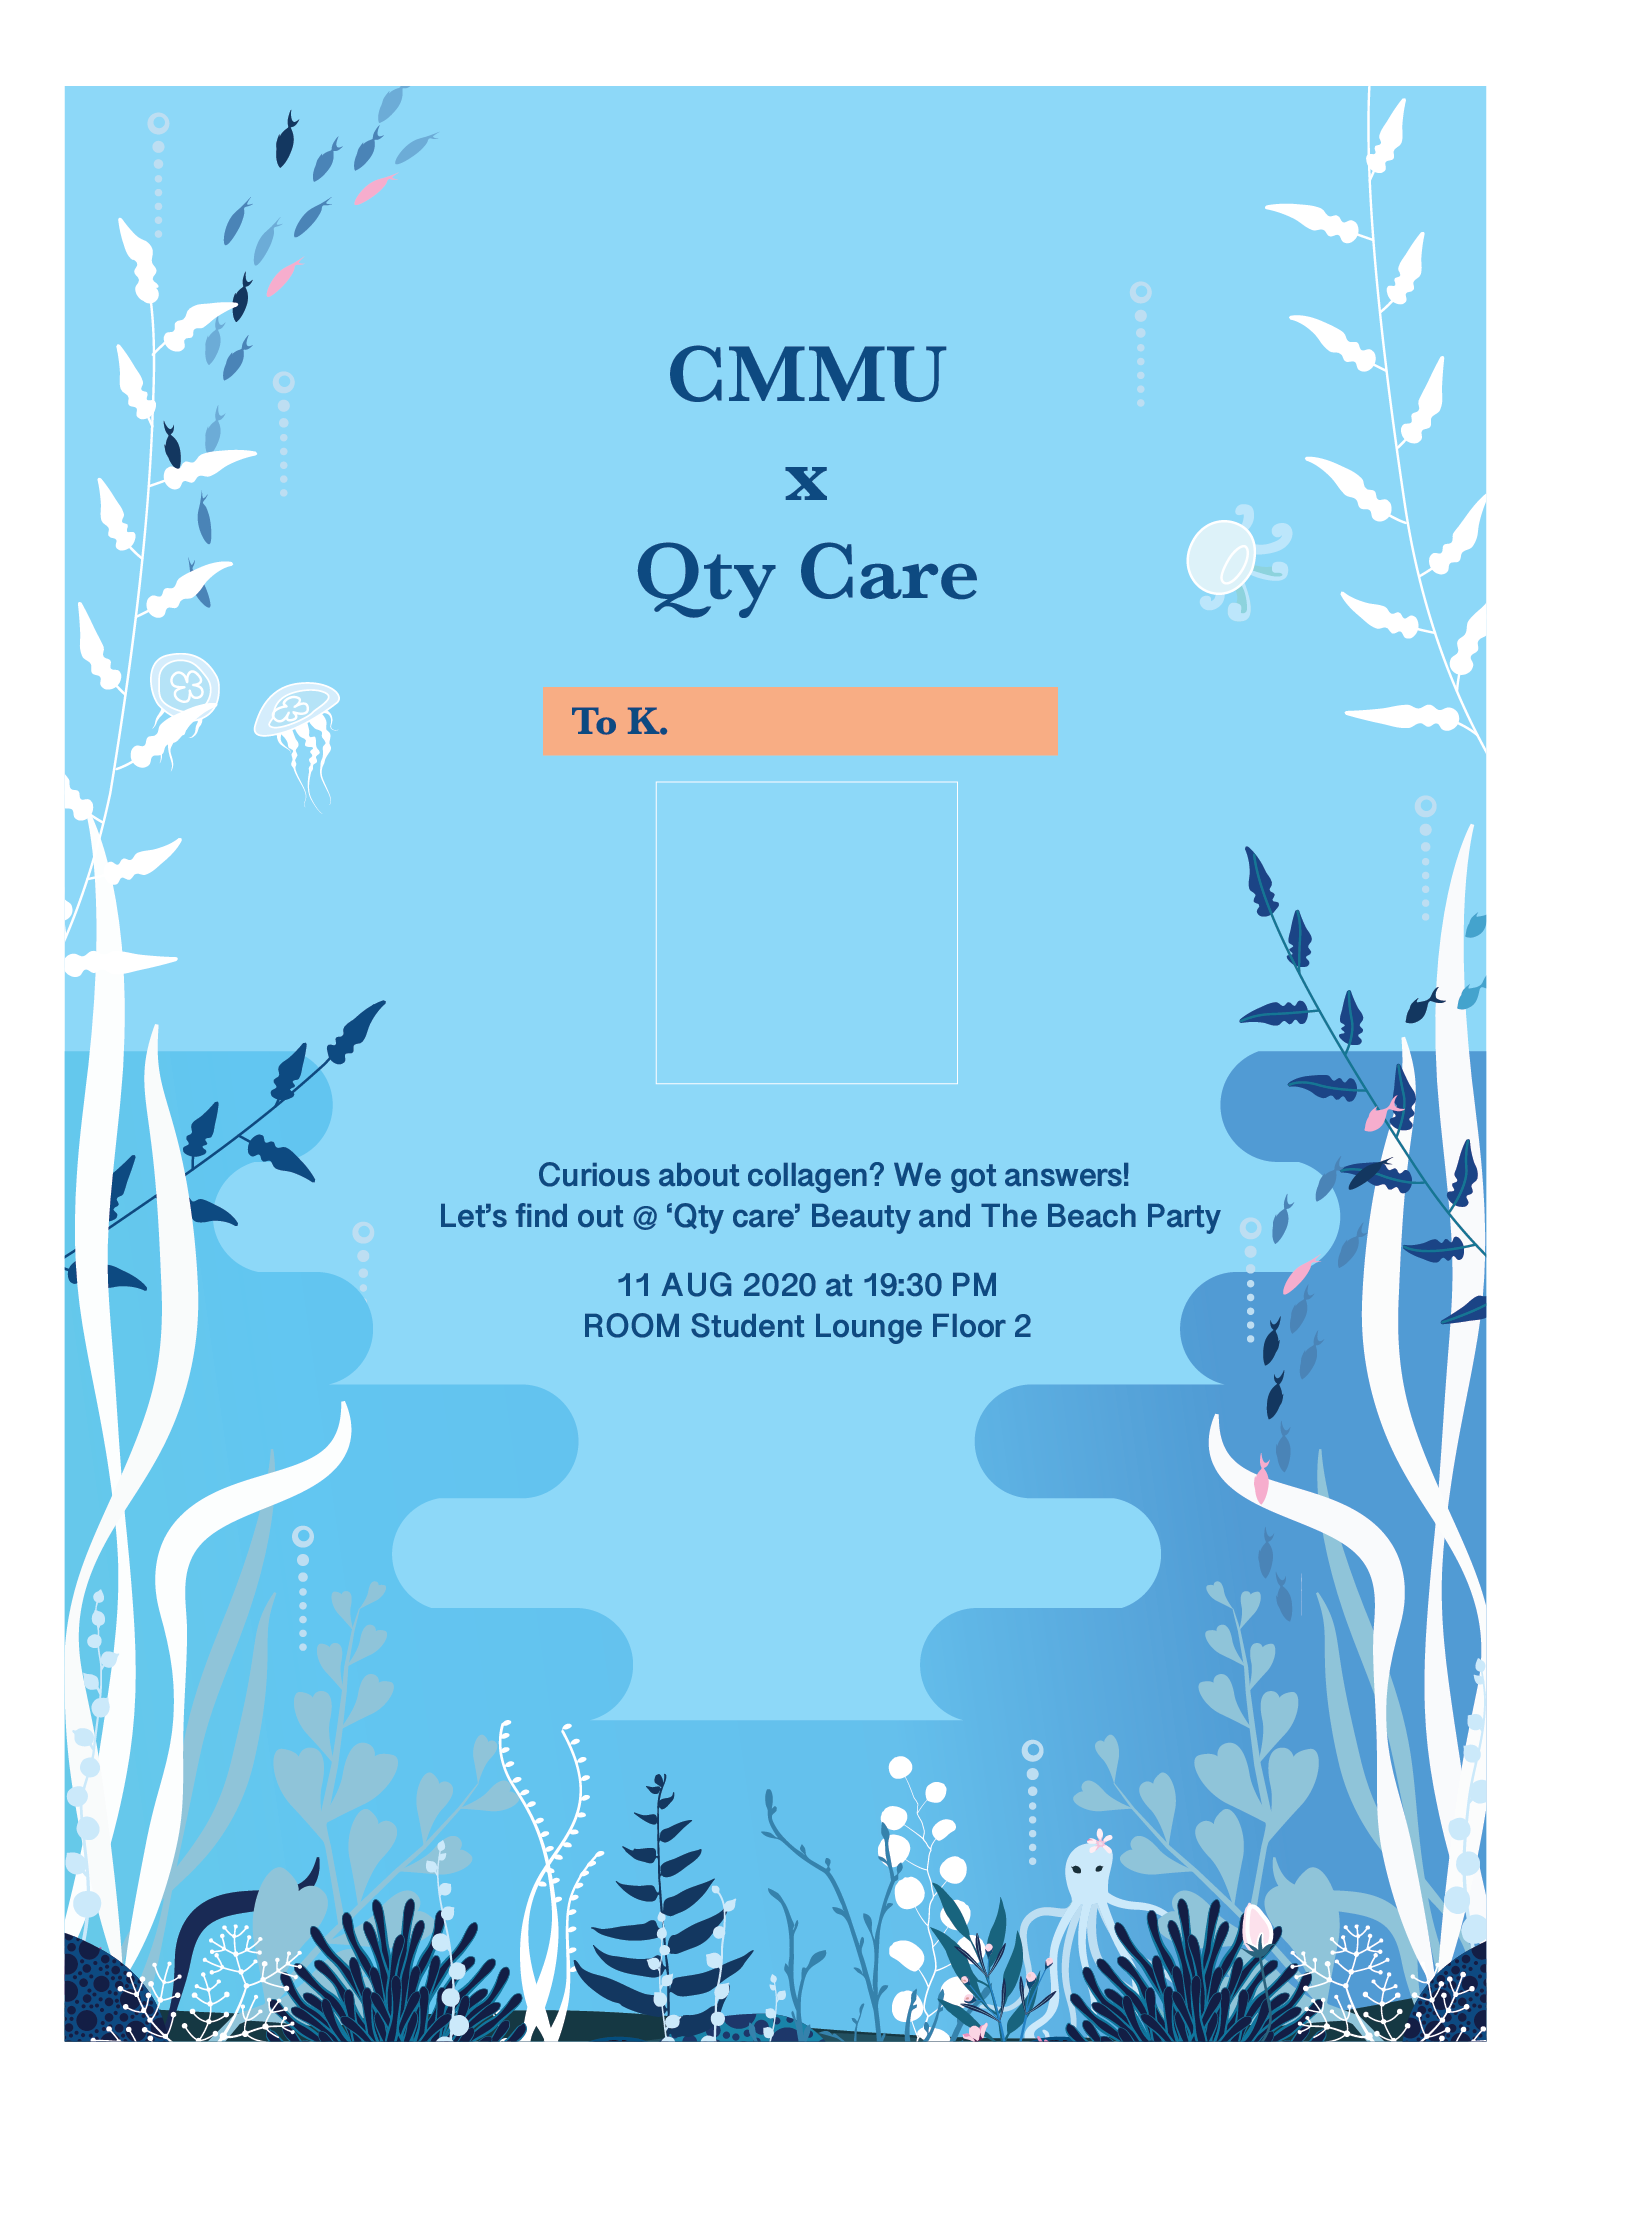 CMMU
x
Qty Care
To K.
Curious about collagen? We got answers!
Let’s find out @ ‘Qty care’ Beauty and The Beach Party
11 AUG 2020 at 19:30 PM
ROOM Student Lounge Floor 2